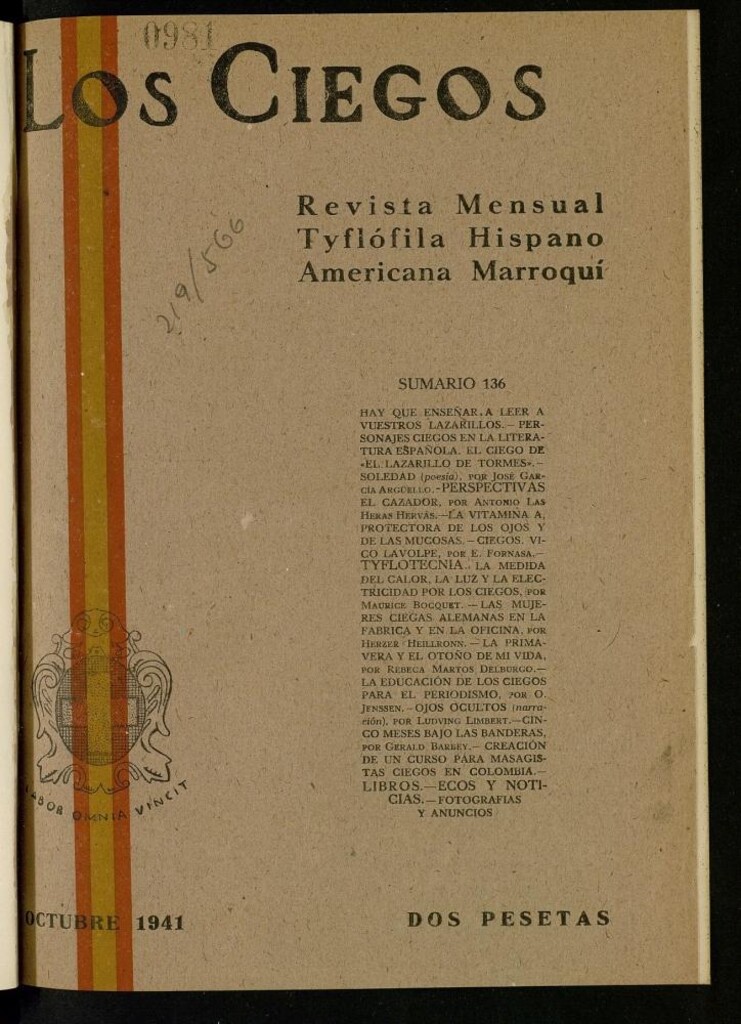 0981
Los Ciegos
219/566
Revista Mensual
Tyflófila Hispano
Americana Marroquí
SUMARIO 136
HAY QUE ENSEÑAR, A LEER A
VUESTROS LAZARILLOS.— PER-
SONAJES CIEGOS EN LA LITERA-
TURA ESPAÑOLA. EL CIEGO DE
«EL LAZARILLO DE TORMES».—
SOLEDAD (poesía), POR JOSÉ GAR-
CÍA ARGÜELLO.-PERSPECTIVAS
EL CAZADOR, POR ANTONIO LAS
HERAS HERVÁS.—LA VITAMINA A,
PROTECTORA DE LOS OJOS Y
DE LAS MUCOSAS.—CIEGOS. VI-
CO LAVOLPE, POR E. FORNASA.—
TYFLOTECNIA.. LA MEDIDA
DEL CALOR, LA LUZ Y LA ELEC-
TRICIDAD POR LOS CIEGOS, POR
MAURICE BOCQUET. — LAS MUJE-
RES CIEGAS ALEMANAS EN LA
FABRICA Y EN LA OFICINA, POR
HERZER HEILLRONN. — LA PRIMA-
VERA Y EL OTOÑO DE MI VIDA,
POR REBECA MARTOS DELBURGO.—
LA EDUCACIÓN DE LOS CIEGOS
PARA EL PERIODISMO, POR O.
JENSSEN. - OJOS OCULTOS (narra-
ción), POR LUDVING LIMBERT.—CIN-
CO MESES BAJO LAS BANDERAS,
POR GERALD BARREY.— CREACIÓN
DE UN CURSO PARA MASAGIS-
TAS CIEGOS EN COLOMBIA.—
LIBROS.—ECOS Y NOTI-
CIAS.—FOTOGRAFIAS
Y ANUNCIOS
LABOR OMNIA VINCIT
OCTUBRE 1941
DOS PESETAS